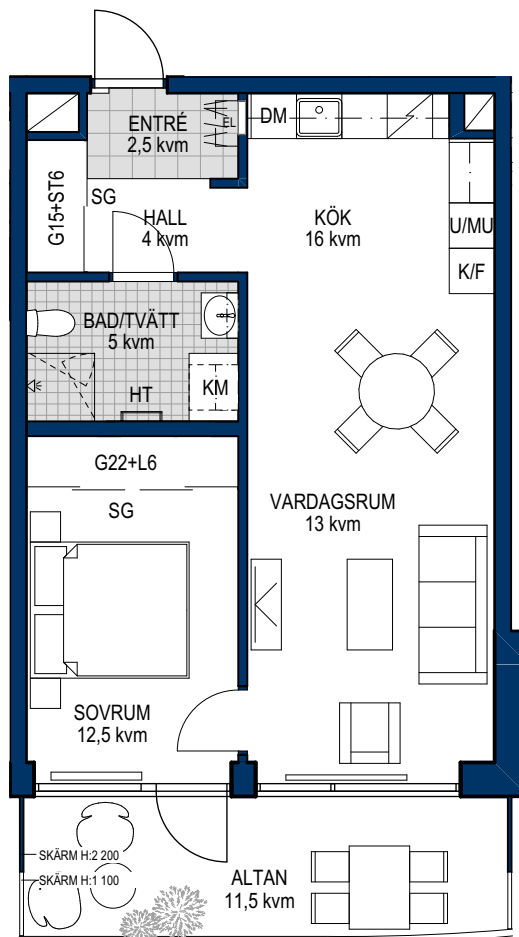 ENTRÉ
2,5 kvm
EL
DM
G15+ST6
SG
HALL
4 kvm
KÖK
16 kvm
U/MU
K/F
BAD/TVÄTT
5 kvm
HT
KM
G22+L6
SG
VARDAGSRUM
13 kvm
SOVRUM
12,5 kvm
SKÄRM H:2 200
SKÄRM H:1 100
ALTAN
11,5 kvm